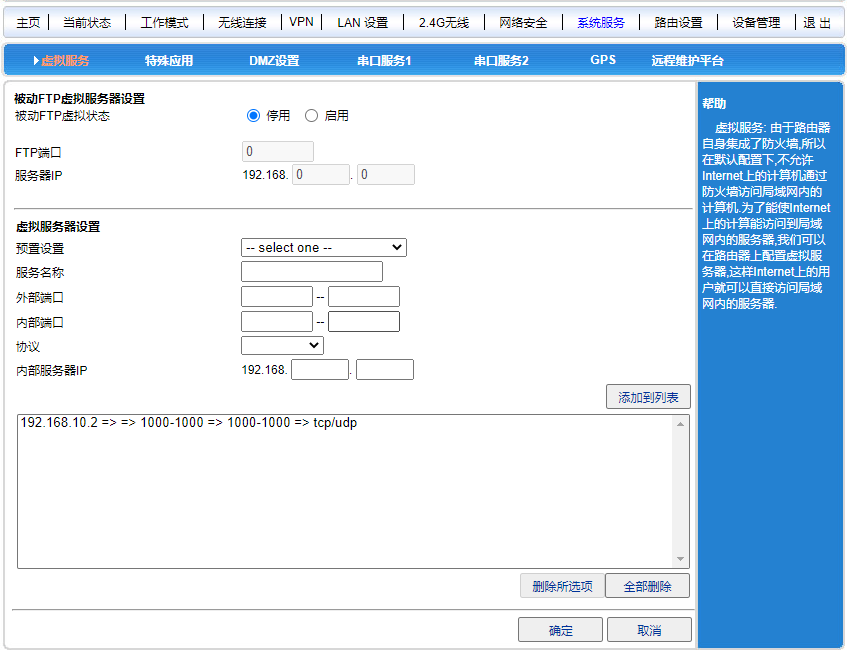 主页 当前状态 工作模式 无线连接 VPN LAN 设置 2.4G无线 网络安全 系统服务 路由设置 设备管理 退 出
虚拟服务 特殊应用 DMZ设置 串口服务1 串口服务2 GPS 远程维护平台
被动FTP虚拟服务器设置
被动FTP虚拟状态 停用 启用
FTP端口 0
服务器IP 192.168. 0 . 0
虚拟服务器设置
预置设置 -- select one --
服务名称
外部端口 --
内部端口 --
协议
内部服务器IP 192.168. .
添加到列表
192.168.10.2 => => 1000-1000 => 1000-1000 => tcp/udp
删除所选项 全部删除
确定 取消
帮助
虚拟服务: 由于路由器
自身集成了防火墙,所以
在默认配置下,不允许
Internet上的计算机通过
防火墙访问局域网内的
计算机.为了能使Internet
上的计算能访问到局域
网内的服务器,我们可以
在路由器上配置虚拟服
务器,这样Internet上的用
户就可以直接访问局域
网内的服务器.